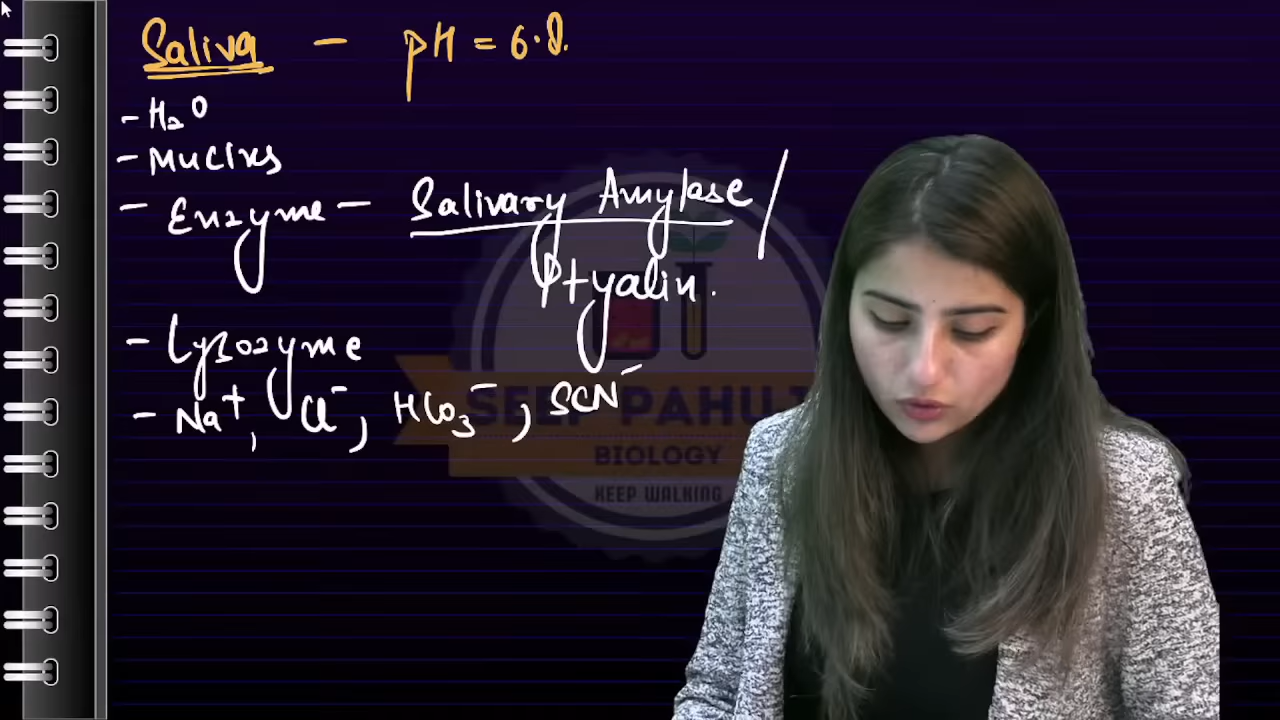 Saliva - pH = 6.8.
- H₂O
- Mucins
- Enzyme - Salivary Amylase /
Ptyalin.
- Lysozyme
- Na⁺, Cl⁻, HCO₃⁻, SCN⁻
BIOLOGY
KEEP WALKING